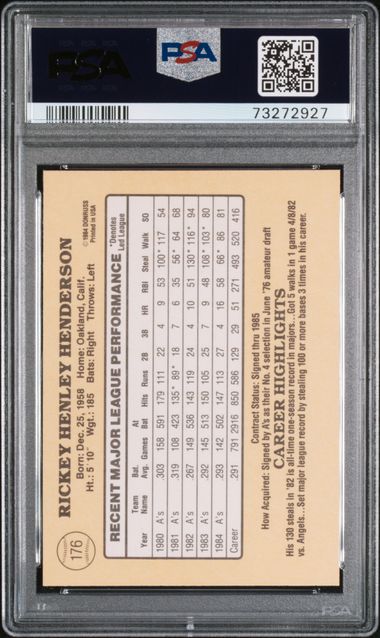 PSA
PSA
73272927
176
RICKEY HENLEY HENDERSON
©1984 DONRUSS
Printed in USA
Born: Dec. 25, 1958 Home: Oakland, Calif.
Ht.: 5'10" Wgt.: 185 Bats: Right Throws: Left
RECENT MAJOR LEAGUE PERFORMANCE
*Denotes
Led League
Team Bat. At
Year Name Avg. Games Bat Hits Runs 2B 3B HR RBI Steal Walk SO
1980 A's .303 158 591 179 111 22 4 9 53 100* 117 54
1981 A's .319 108 423 135* 89* 18 7 6 35 56* 64 68
1982 A's .267 149 536 143 119 24 4 10 51 130* 116* 94
1983 A's .292 145 513 150 105 25 7 9 48 108* 103* 80
1984 A's .293 142 502 147 113 27 4 16 58 66* 86 81
Career .291 791 2916 850 586 129 29 51 271 493 520 416
Contract Status: Signed thru 1985
How Acquired: Signed by A's as their No. 4 selection in June '76 amateur draft
CAREER HIGHLIGHTS
His 130 steals in '82 is all-time one-season record in majors...Got 5 walks in 1 game 4/8/82
vs. Angels...Set major league record by stealing 100 or more bases 3 times in his career.